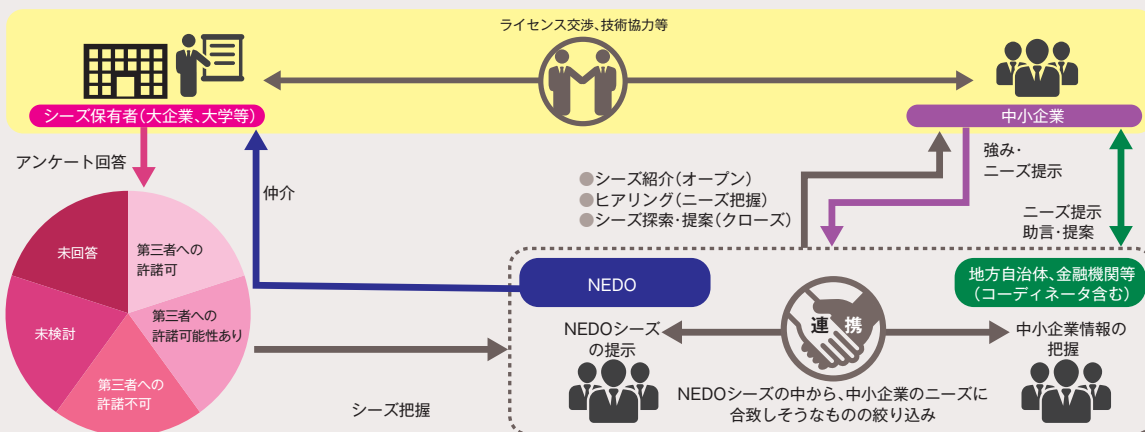 ライセンス交渉、技術協力等
シーズ保有者(大企業、大学等)
中小企業
アンケート回答
仲介
●シーズ紹介(オープン)
●ヒアリング(ニーズ把握)
●シーズ探索・提案(クローズ)
強み・
ニーズ提示
ニーズ提示
助言・提案
未回答
第三者への
許諾可
未検討
第三者への
許諾可能性あり
第三者への
許諾不可
シーズ把握
NEDO
地方自治体、金融機関等
(コーディネータ含む)
NEDOシーズ
の提示
連携
中小企業情報の
把握
NEDOシーズの中から、中小企業のニーズに
合致しそうなものの絞り込み